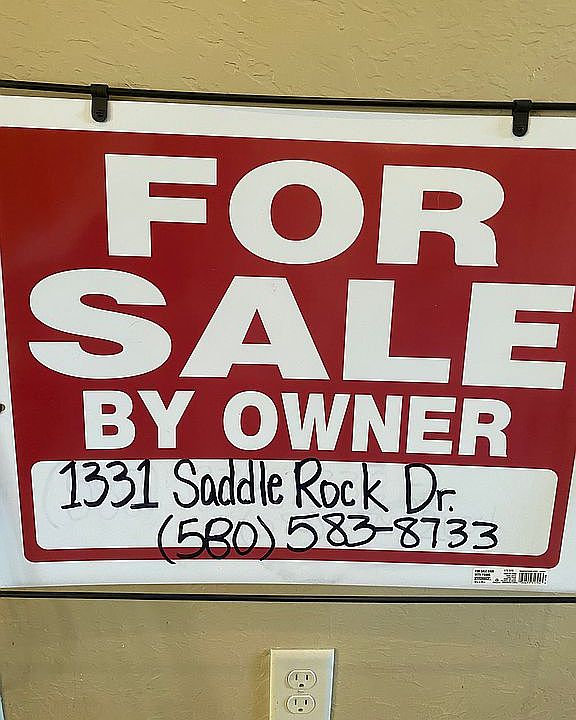 FOR
SALE
BY OWNER
1331 Saddle Rock Dr.
(580) 583-8733